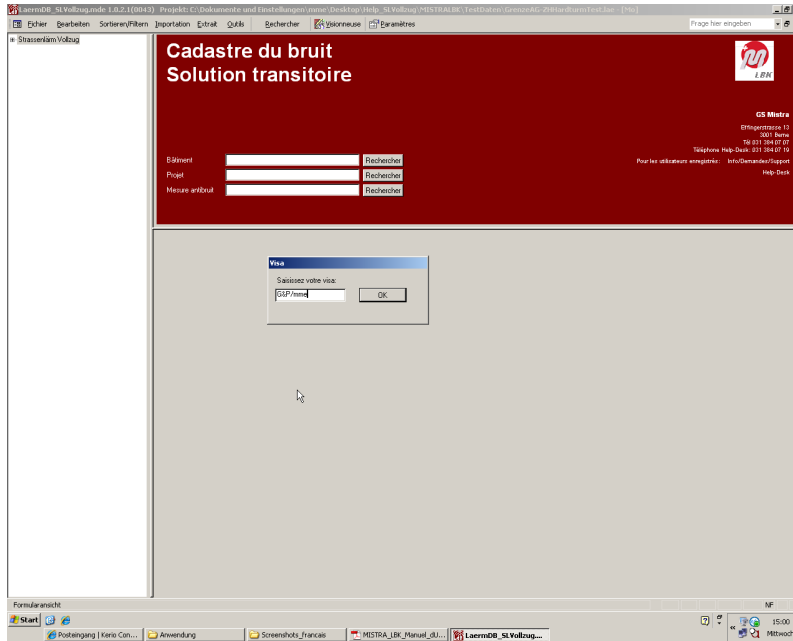 LaermDB_SLVollzug.mde 1.0.2.1(0043) Projekt: C:\Dokumente und Einstellungen\mme\Desktop\Help_SLVollzug\MISTRALBK\TestDaten\GrenzeAG-ZHHardturmTest.lae - [Mo]
Fichier Bearbeiten Sortieren/Filtern Importation Extrait Outils Rechercher Visionneuse Paramètres Frage hier eingeben
Strassenlärm Vollzug
Cadastre du bruit
Solution transitoire
LBK
GS Mistra
Effingerstrasse 13
3001 Berne
Tél 031 384 07 07
Téléphone Help-Desk: 031 384 07 19
Pour les utilisateurs enregistrés: Info/Demandes/Support
Help-Desk
Bâtiment Rechercher
Projet Rechercher
Mesure antibruit Rechercher
Visa
Saisissez votre visa:
G&P/mme OK
Formularansicht NF
Start 15:00
Posteingang | Kerio Con... Anwendung Screenshots_francais MISTRA_LBK_Manuel_dU... LaermDB_SLVollzug.... Mittwoch